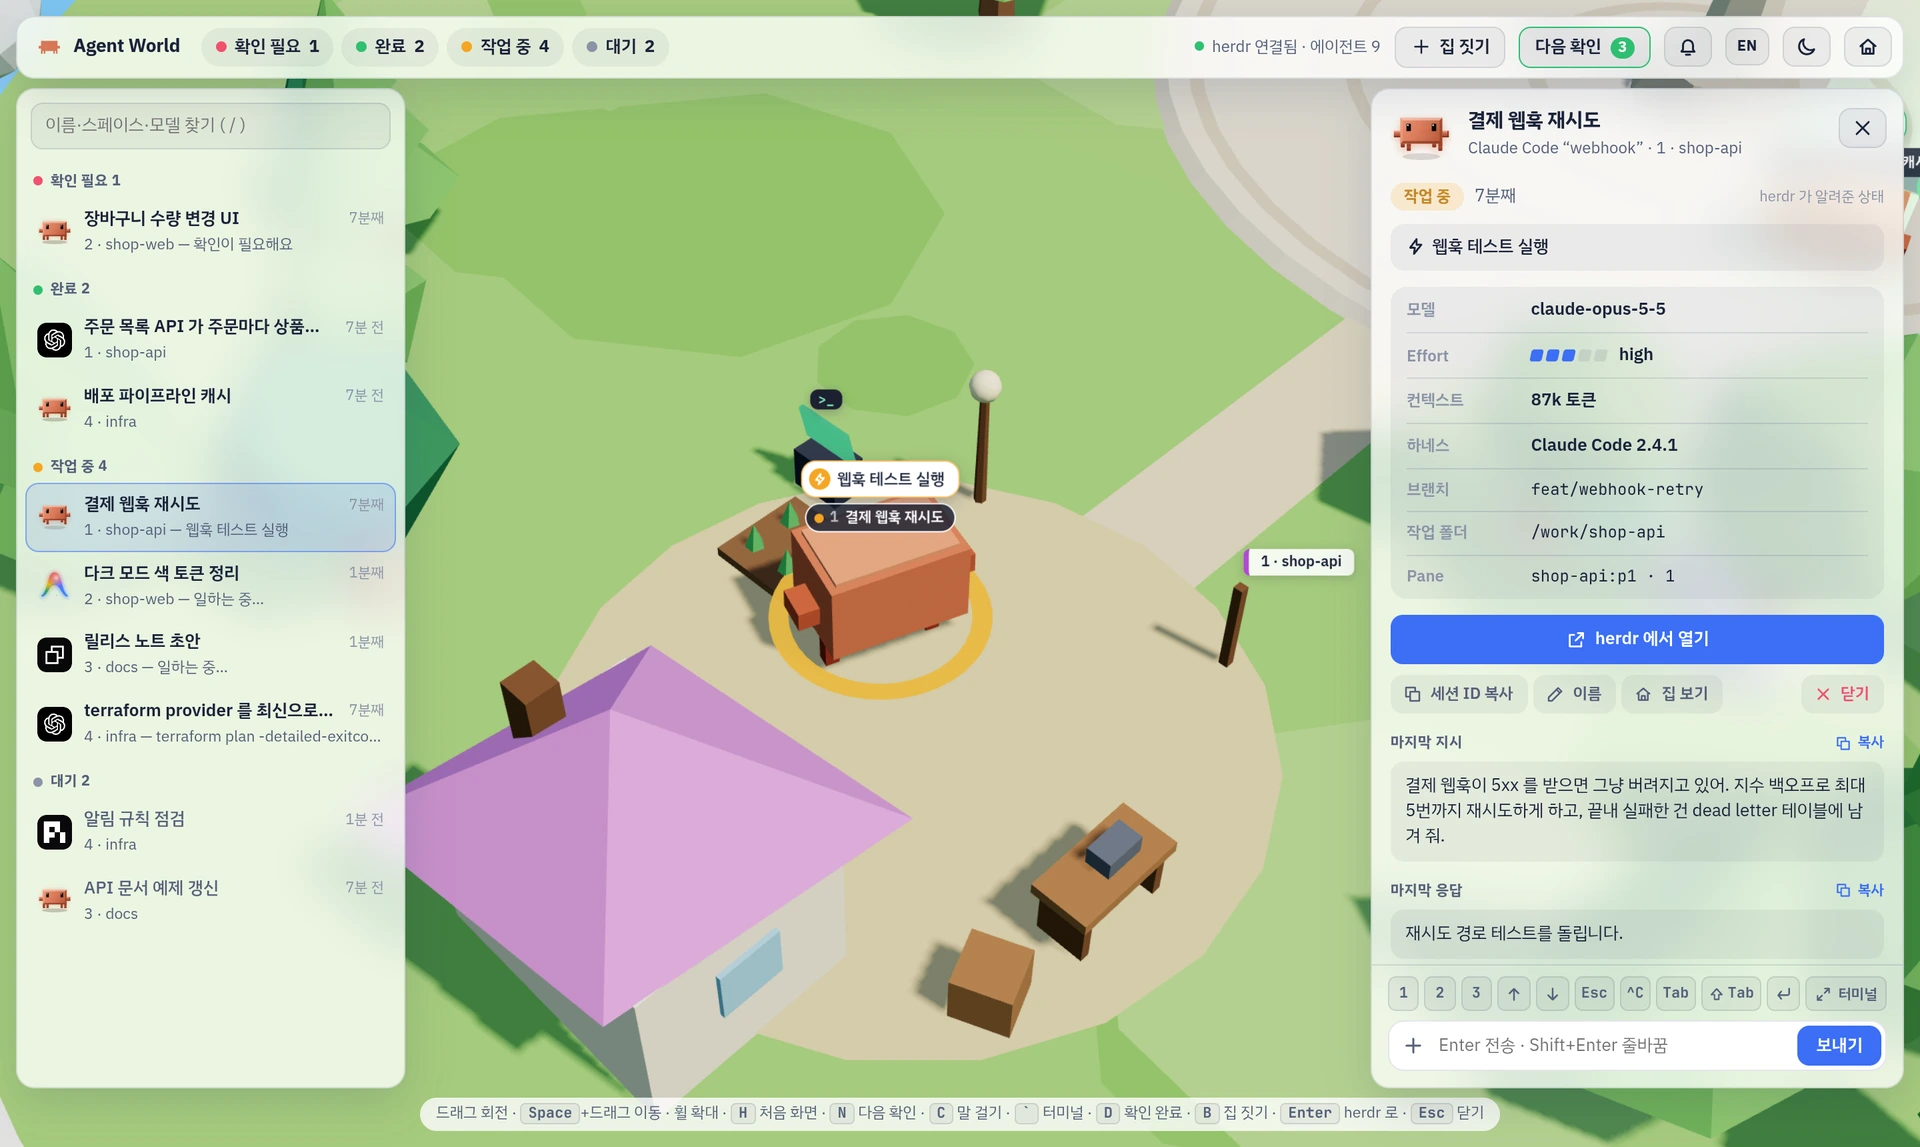 Agent World
확인 필요 1
완료 2
작업 중 4
대기 2
herdr 연결됨 · 에이전트 9
집 짓기
다음 확인 3
EN
이름·스페이스·모델 찾기 ( / )
확인 필요 1
장바구니 수량 변경 UI 7분째
2 · shop-web — 확인이 필요해요
완료 2
주문 목록 API 가 주문마다 상품... 7분 전
1 · shop-api
배포 파이프라인 캐시 7분 전
4 · infra
작업 중 4
결제 웹훅 재시도 7분째
1 · shop-api — 웹훅 테스트 실행
다크 모드 색 토큰 정리 1분째
2 · shop-web — 일하는 중...
릴리스 노트 초안 1분째
3 · docs — 일하는 중...
terraform provider 를 최신으로... 7분째
4 · infra — terraform plan -detailed-exitco...
대기 2
알림 규칙 점검 1분 전
4 · infra
API 문서 예제 갱신 7분 전
3 · docs
>_
웹훅 테스트 실행
1 결제 웹훅 재시도
1 · shop-api
결제 웹훅 재시도
Claude Code “webhook” · 1 · shop-api
작업 중 7분째
herdr 가 알려준 상태
웹훅 테스트 실행
모델 claude-opus-5-5
Effort high
컨텍스트 87k 토큰
하네스 Claude Code 2.4.1
브랜치 feat/webhook-retry
작업 폴더 /work/shop-api
Pane shop-api:p1 · 1
herdr 에서 열기
세션 ID 복사
이름
집 보기
닫기
마지막 지시 복사
결제 웹훅이 5xx 를 받으면 그냥 버려지고 있어. 지수 백오프로 최대
5번까지 재시도하게 하고, 끝내 실패한 건 dead letter 테이블에 남
겨 줘.
마지막 응답 복사
재시도 경로 테스트를 돌립니다.
1 2 3 ↑ ↓ Esc ^C Tab ⇧ Tab ↵ 터미널
Enter 전송 · Shift+Enter 줄바꿈
보내기
드래그 회전 · Space +드래그 이동 · 휠 확대 · H 처음 화면 · N 다음 확인 · C 말 걸기 · ` 터미널 · D 확인 완료 · B 집 짓기 · Enter herdr 로 · Esc 닫기